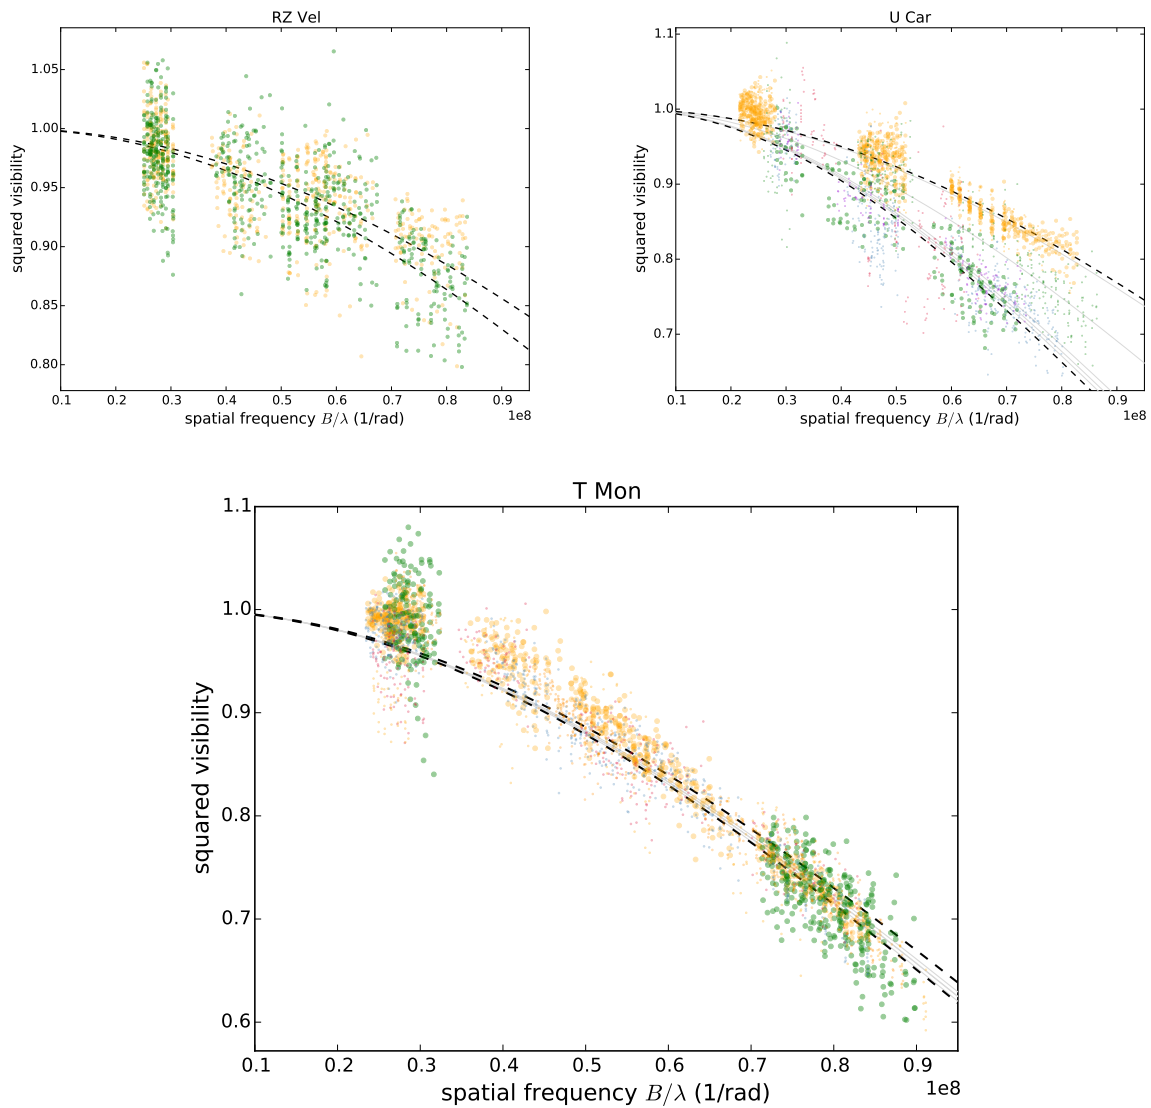 RZ Vel
squared visibility
1.05
1.00
0.95
0.90
0.85
0.80
0.1 0.2 0.3 0.4 0.5 0.6 0.7 0.8 0.9
1e8
spatial frequency B/λ (1/rad)
U Car
squared visibility
1.1
1.0
0.9
0.8
0.7
0.1 0.2 0.3 0.4 0.5 0.6 0.7 0.8 0.9
1e8
spatial frequency B/λ (1/rad)
T Mon
squared visibility
1.1
1.0
0.9
0.8
0.7
0.6
0.1 0.2 0.3 0.4 0.5 0.6 0.7 0.8 0.9
1e8
spatial frequency B/λ (1/rad)